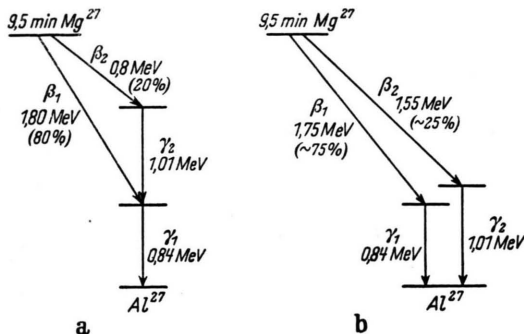 9,5 min Mg²⁷
β₂ 0,8 MeV
(20%)
β₁
1,80 MeV
(80%)
γ₂
1,01 MeV
γ₁
0,84 MeV
Al²⁷
a
9,5 min Mg²⁷
β₂
1,55 MeV
(~25%)
β₁
1,75 MeV
(~75%)
γ₁
0,84 MeV
γ₂
1,01 MeV
Al²⁷
b